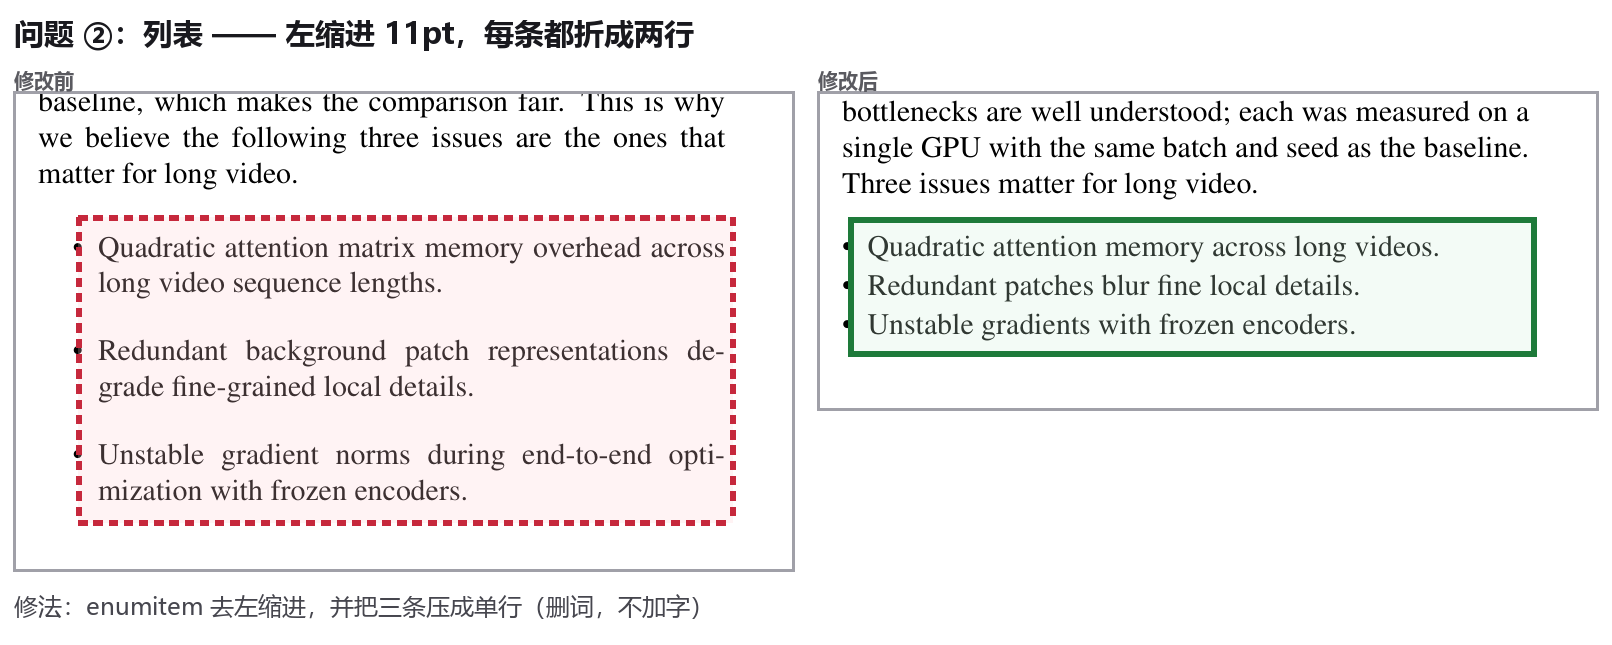 问题 ②：列表 —— 左缩进 11pt，每条都折成两行
修改前
baseline, which makes the comparison fair. This is why
we believe the following three issues are the ones that
matter for long video.
• Quadratic attention matrix memory overhead across
long video sequence lengths.
• Redundant background patch representations de-
grade fine-grained local details.
• Unstable gradient norms during end-to-end opti-
mization with frozen encoders.
修改后
bottlenecks are well understood; each was measured on a
single GPU with the same batch and seed as the baseline.
Three issues matter for long video.
• Quadratic attention memory across long videos.
• Redundant patches blur fine local details.
• Unstable gradients with frozen encoders.
修法：enumitem 去左缩进，并把三条压成单行（删词，不加字）